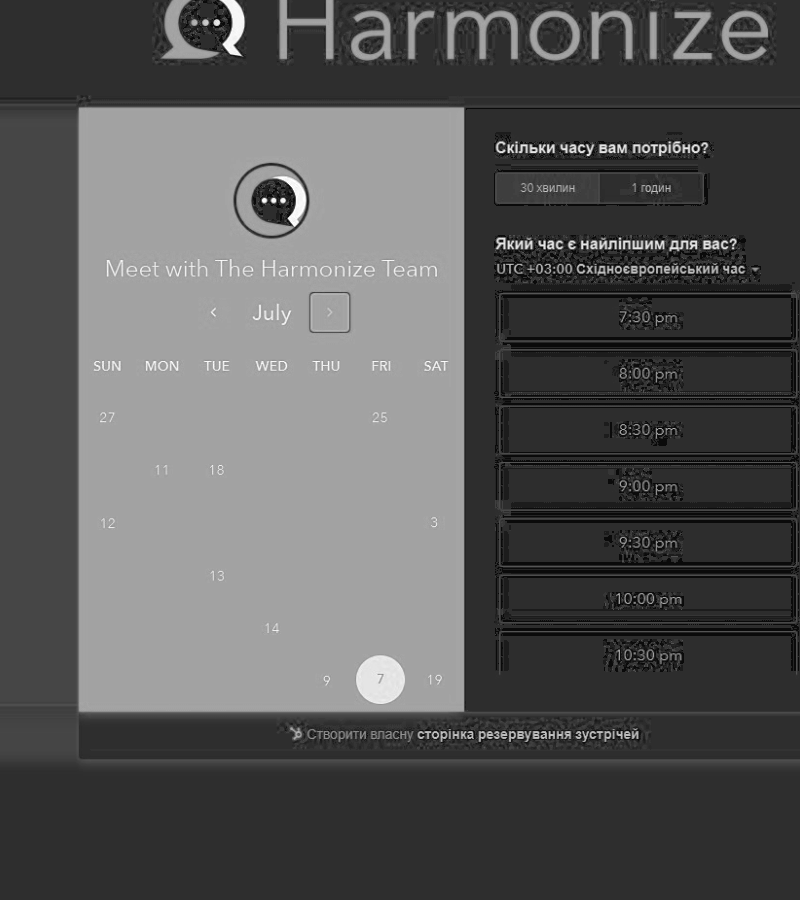 Harmonize
Meet with The Harmonize Team
July
SUN MON TUE WED THU FRI SAT
27 25
11 18
12 3
13
14
9 7 19
Скільки часу вам потрібно?
30 хвилин 1 годин
Який час є найліпшим для вас?
UTC +03:00 Східноєвропейський час
7:30 pm
8:00 pm
8:30 pm
9:00 pm
9:30 pm
10:00 pm
10:30 pm
Створити власну сторінка резервування зустрічей